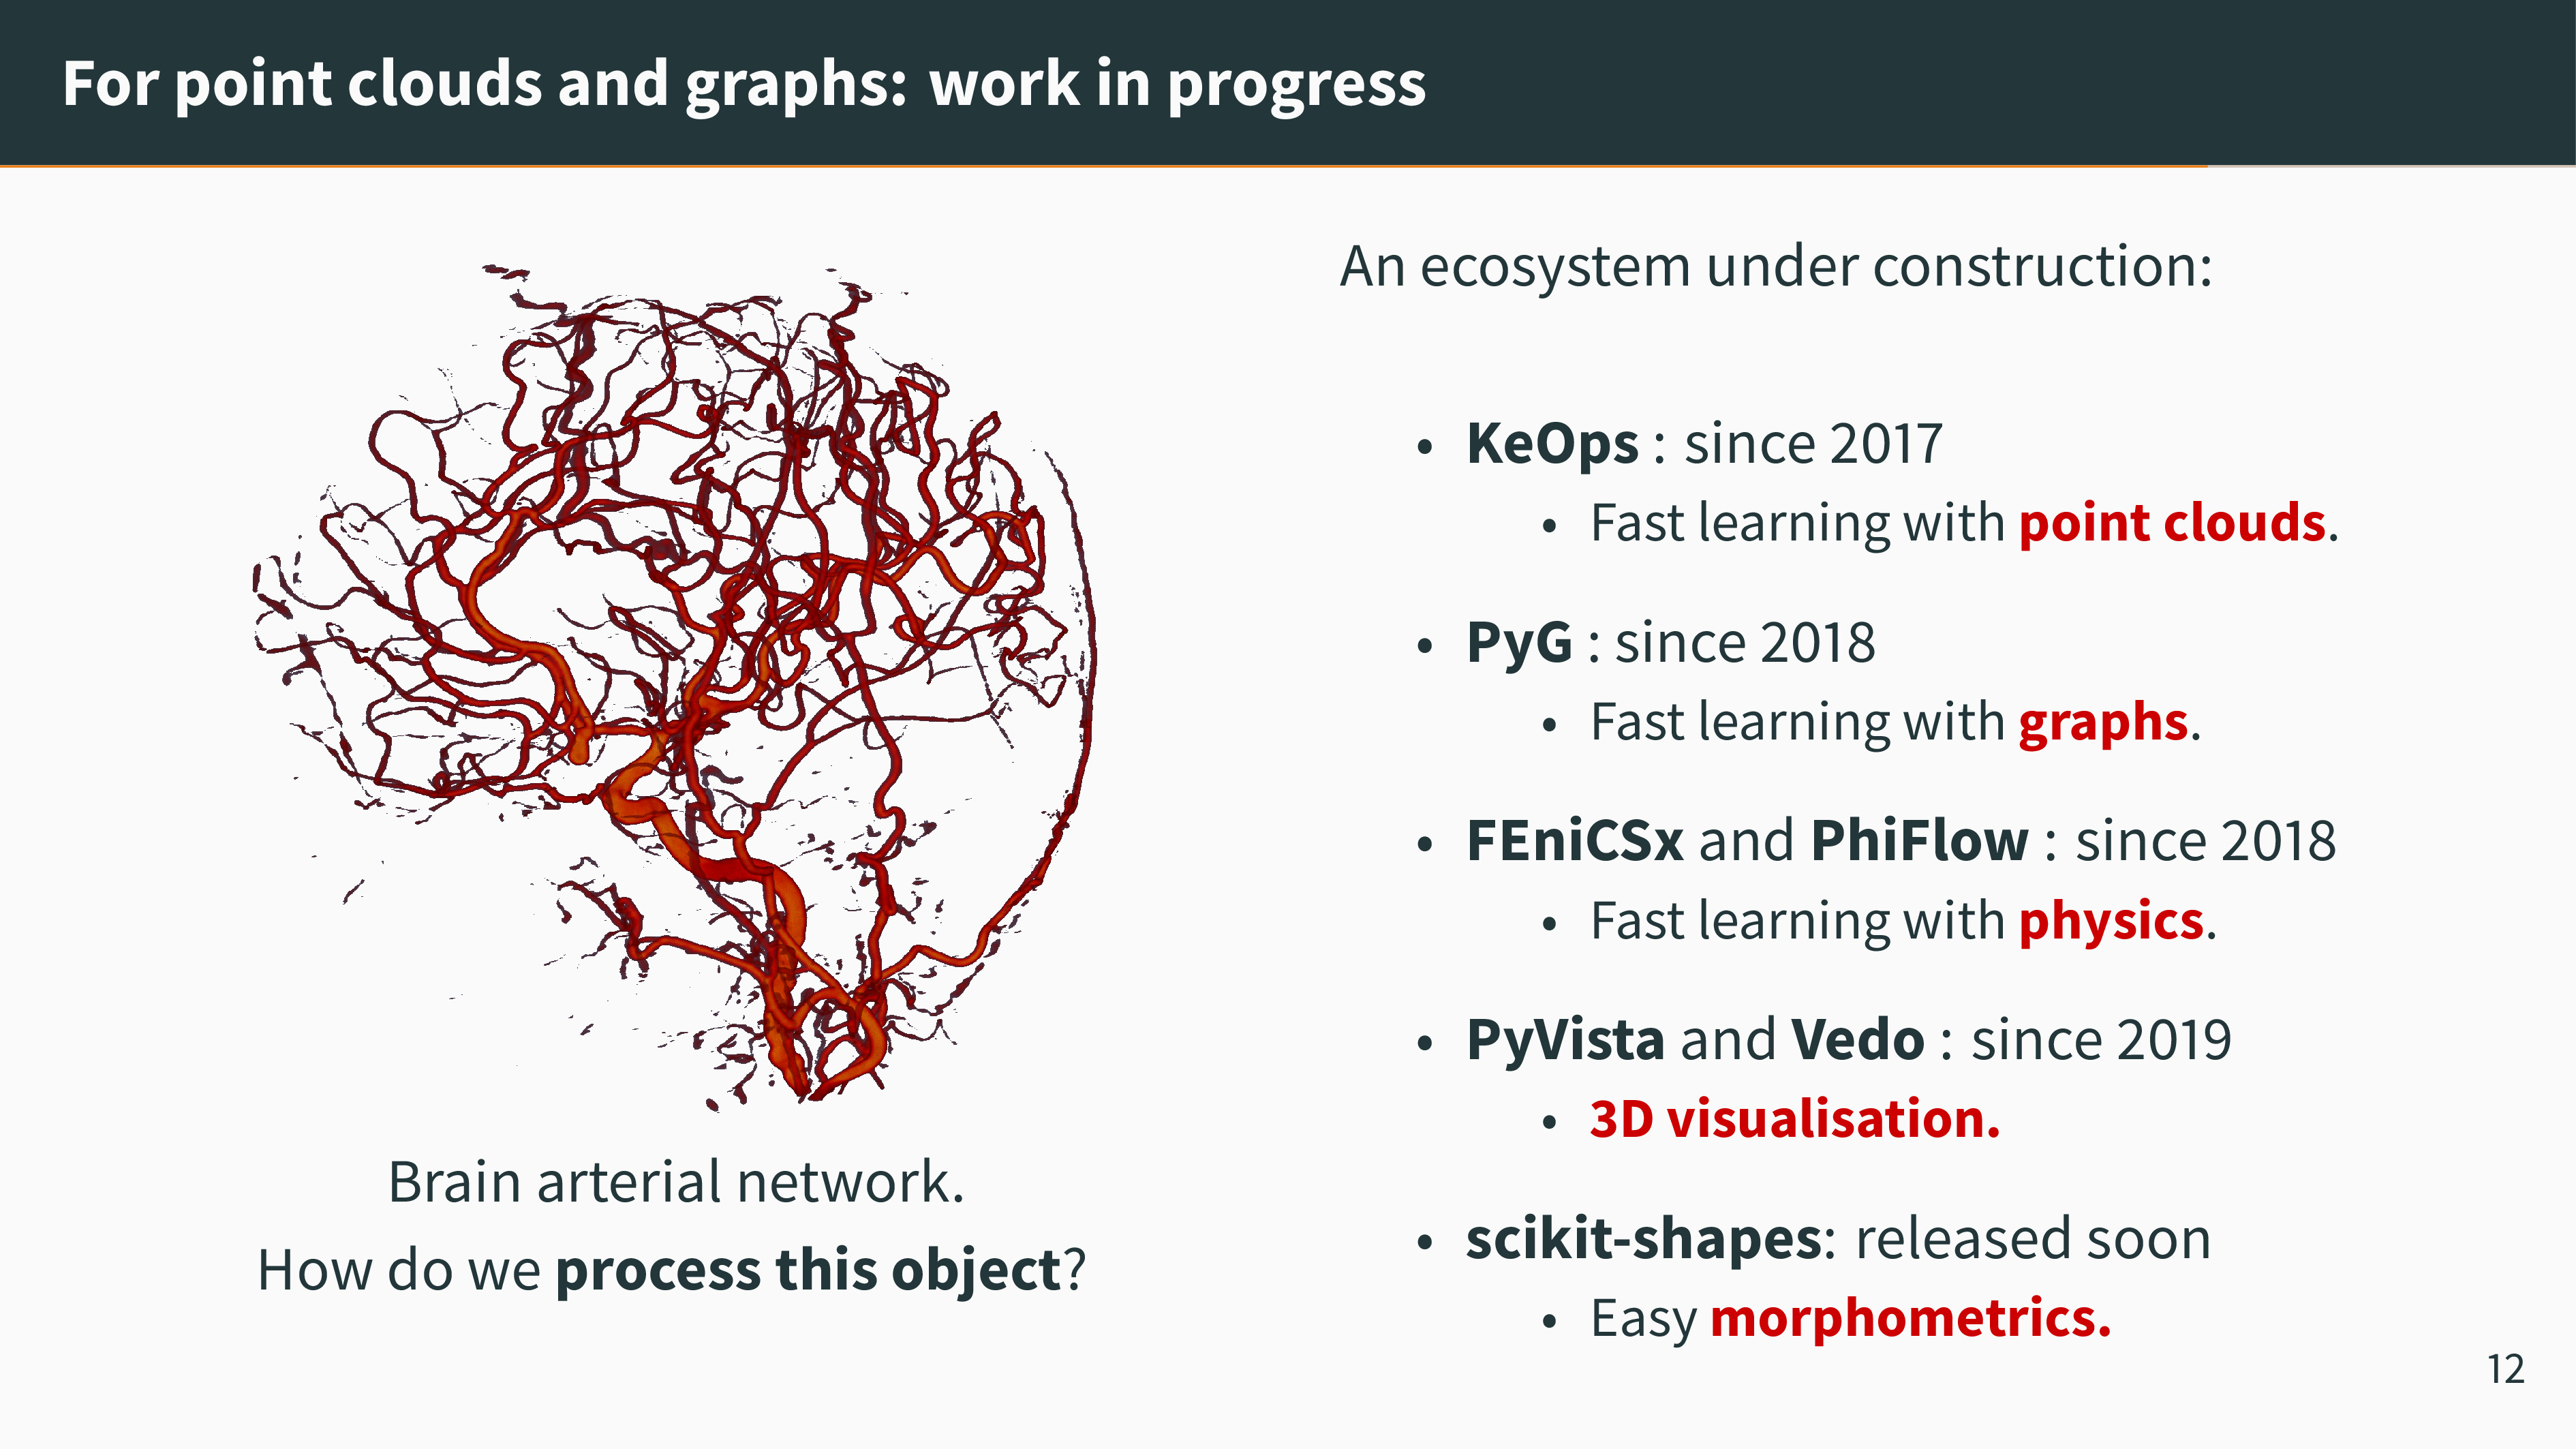 For point clouds and graphs: work in progress
Brain arterial network.
How do we process this object?
An ecosystem under construction:
• KeOps : since 2017
• Fast learning with point clouds.
• PyG : since 2018
• Fast learning with graphs.
• FEniCSx and PhiFlow : since 2018
• Fast learning with physics.
• PyVista and Vedo : since 2019
• 3D visualisation.
• scikit-shapes: released soon
• Easy morphometrics.
12